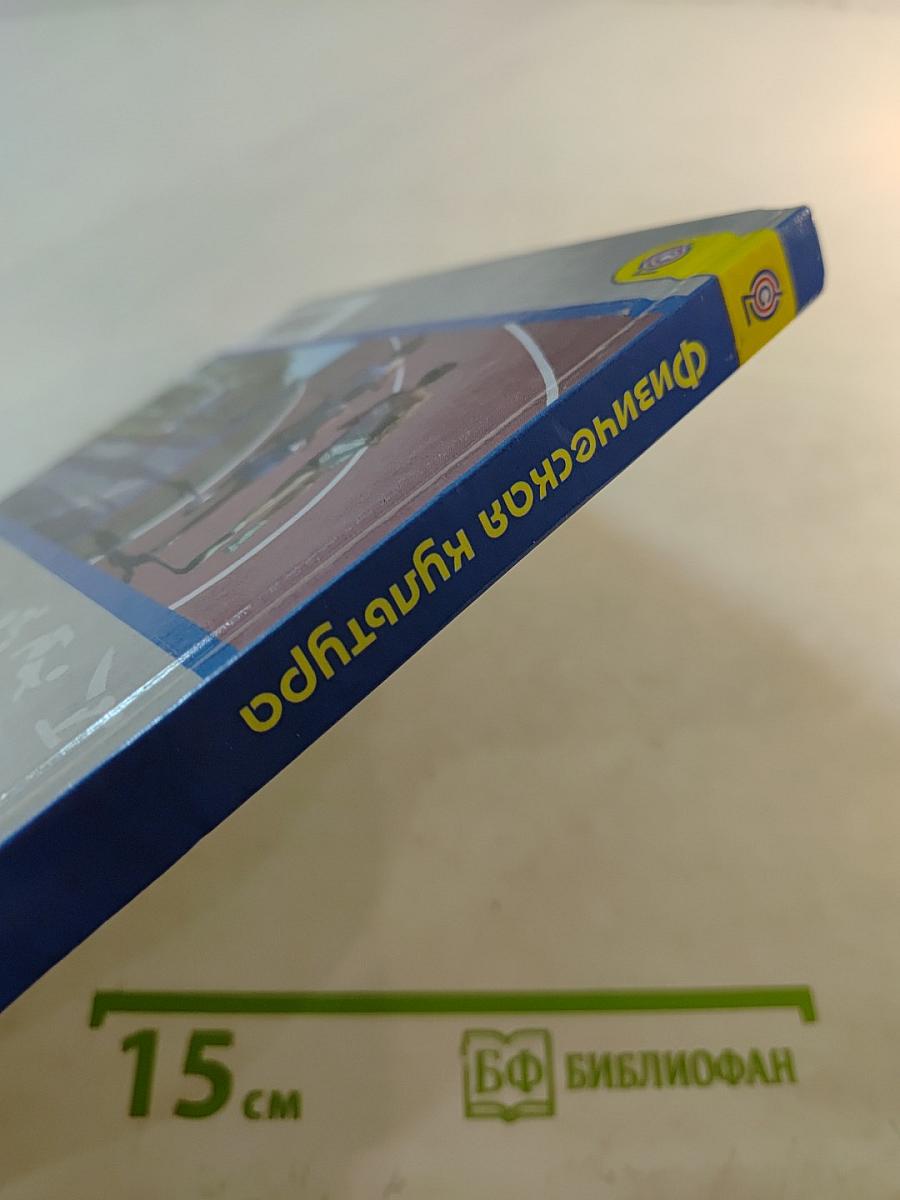 Физическая культура
15 см
БФ БИБЛИОФАН